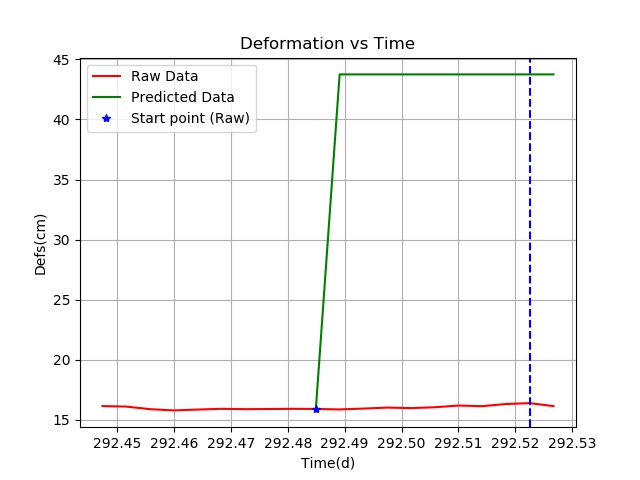 Deformation vs Time
45
40
35
30
25
20
15
Defs(cm)
Raw Data
Predicted Data
Start point (Raw)
292.45 292.46 292.47 292.48 292.49 292.50 292.51 292.52 292.53
Time(d)